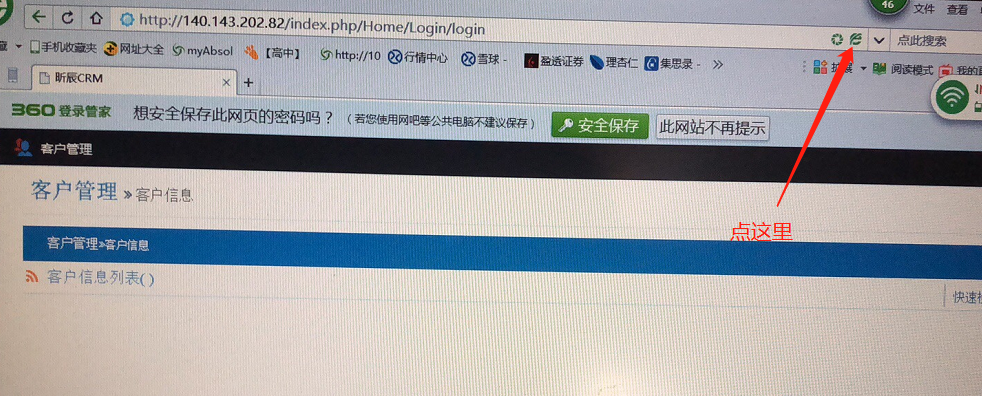 46
文件 查看
http://140.143.202.82/index.php/Home/Login/login
点此搜索
藏 手机收藏夹 网址大全 myAbsol 【高中】 http://10 行情中心 雪球 - 盈透证券 理杏仁 集思录 - »
扩展 阅读模式 我的
昕辰CRM × +
360登录管家 想安全保存此网页的密码吗？ （若您使用网吧等公共电脑不建议保存） 安全保存 此网站不再提示
客户管理
客户管理 » 客户信息
点这里
客户管理»客户信息
客户信息列表( )
快速